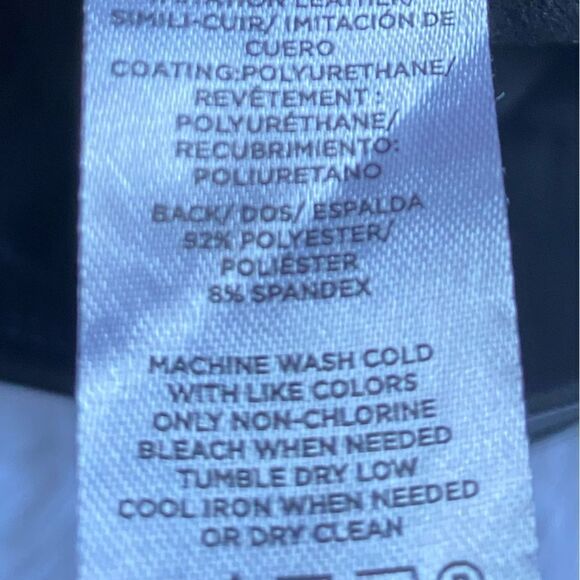 IMITATION LEATHER/
SIMILI-CUIR/ IMITACIÓN DE
CUERO
COATING:POLYURETHANE/
REVÊTEMENT :
POLYURÉTHANE/
RECUBRIMIENTO:
POLIURETANO
BACK/ DOS/ ESPALDA
92% POLYESTER/
POLIÉSTER
8% SPANDEX
MACHINE WASH COLD
WITH LIKE COLORS
ONLY NON-CHLORINE
BLEACH WHEN NEEDED
TUMBLE DRY LOW
COOL IRON WHEN NEEDED
OR DRY CLEAN